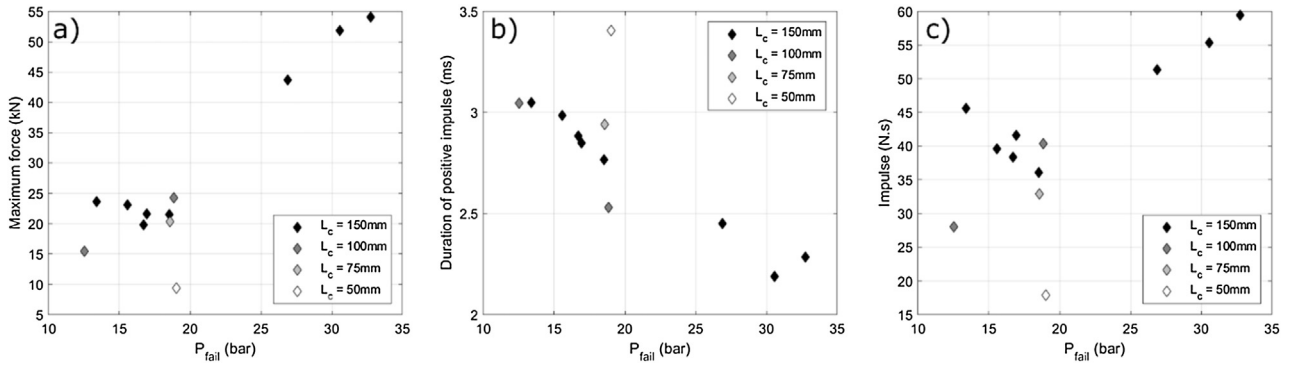 a)
Maximum force (kN)
55
50
45
40
35
30
25
20
15
10
5
10 15 20 25 30 35
P_fail (bar)
L_c = 150mm
L_c = 100mm
L_c = 75mm
L_c = 50mm
b)
Duration of positive impulse (ms)
3.5
3
2.5
2
10 15 20 25 30 35
P_fail (bar)
L_c = 150mm
L_c = 100mm
L_c = 75mm
L_c = 50mm
c)
Impulse (N.s)
60
55
50
45
40
35
30
25
20
15
10 15 20 25 30 35
P_fail (bar)
L_c = 150mm
L_c = 100mm
L_c = 75mm
L_c = 50mm